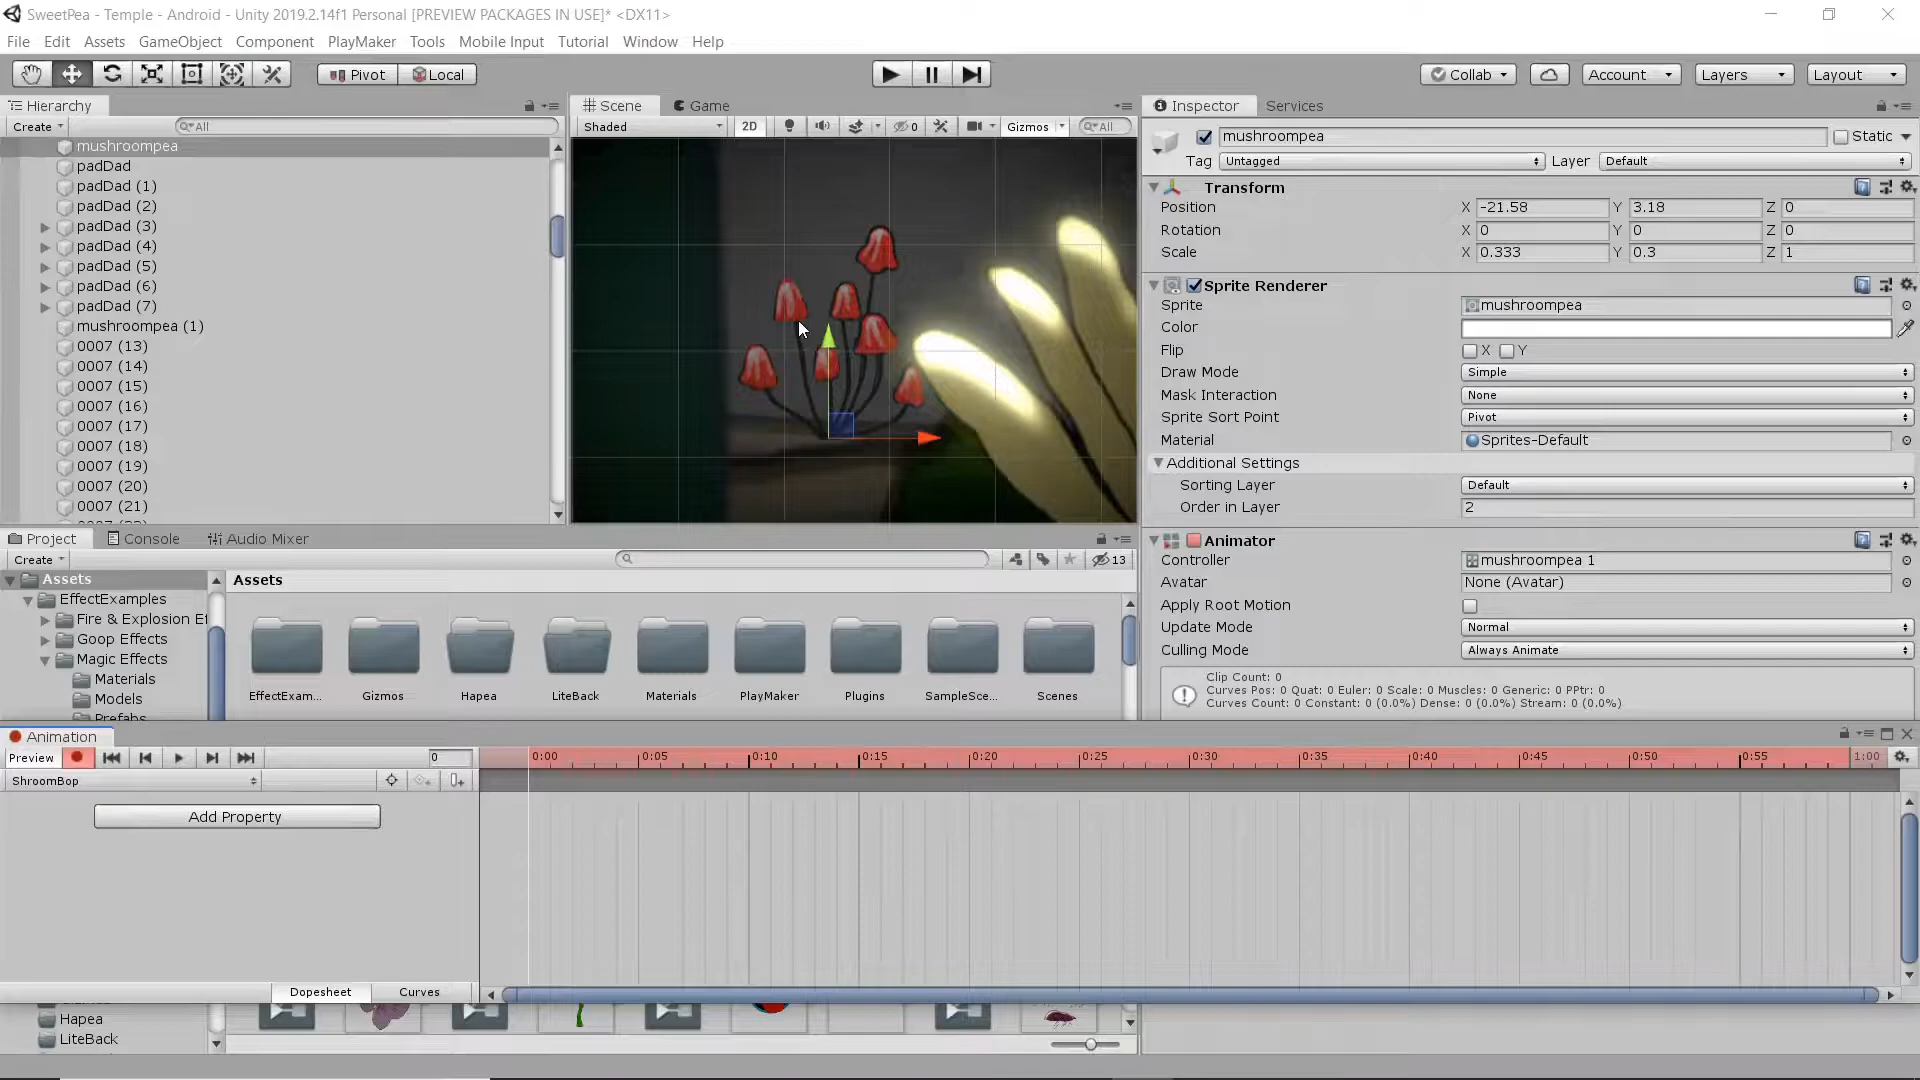 SweetPea - Temple - Android - Unity 2019.2.14f1 Personal [PREVIEW PACKAGES IN USE]* <DX11>
File Edit Assets GameObject Component PlayMaker Tools Mobile Input Tutorial Window Help
Pivot Local Collab Account Layers Layout
Hierarchy
Create All
mushroompea
padDad
padDad (1)
padDad (2)
padDad (3)
padDad (4)
padDad (5)
padDad (6)
padDad (7)
mushroompea (1)
0007 (13)
0007 (14)
0007 (15)
0007 (16)
0007 (17)
0007 (18)
0007 (19)
0007 (20)
0007 (21)
Scene Game
Shaded 2D 0 Gizmos All
Inspector Services
mushroompea Static
Tag Untagged Layer Default
Transform
Position X -21.58 Y 3.18 Z 0
Rotation X 0 Y 0 Z 0
Scale X 0.333 Y 0.3 Z 1
Sprite Renderer
Sprite mushroompea
Color
Flip X Y
Draw Mode Simple
Mask Interaction None
Sprite Sort Point Pivot
Material Sprites-Default
Additional Settings
Sorting Layer Default
Order in Layer 2
Animator
Controller mushroompea 1
Avatar None (Avatar)
Apply Root Motion
Update Mode Normal
Culling Mode Always Animate
Clip Count: 0
Curves Pos: 0 Quat: 0 Euler: 0 Scale: 0 Muscles: 0 Generic: 0 PPtr: 0
Curves Count: 0 Constant: 0 (0.0%) Dense: 0 (0.0%) Stream: 0 (0.0%)
Project Console Audio Mixer
Create 13
Assets
EffectExamples
Fire & Explosion Ef
Goop Effects
Magic Effects
Materials
Models
Prefabs
Assets
EffectExam... Gizmos Hapea LiteBack Materials PlayMaker Plugins SampleSce... Scenes
Animation
Preview 0 0:00 0:05 0:10 0:15 0:20 0:25 0:30 0:35 0:40 0:45 0:50 0:55 1:00
ShroomBop
Add Property
Dopesheet Curves
Hapea
LiteBack